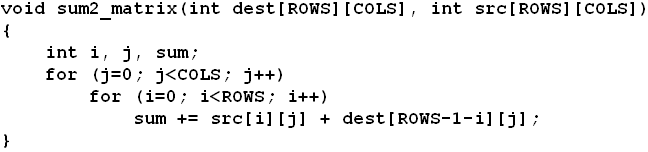 void sum2_matrix(int dest[ROWS][COLS], int src[ROWS][COLS])
{
    int i, j, sum;
    for (j=0; j<COLS; j++)
        for (i=0; i<ROWS; i++)
            sum += src[i][j] + dest[ROWS-1-i][j];
}